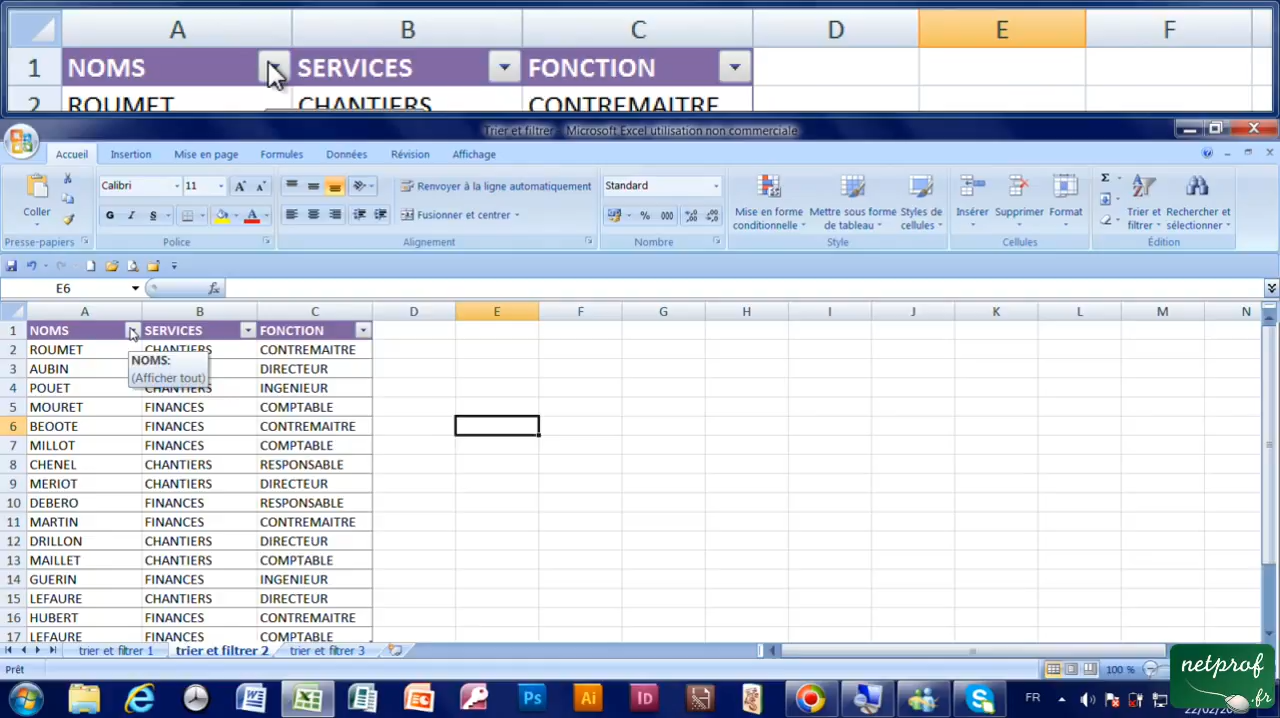 A B C D E F
1 NOMS SERVICES FONCTION
2 ROUMET CHANTIERS CONTREMAITRE
Trier et filtrer - Microsoft Excel utilisation non commerciale
Accueil Insertion Mise en page Formules Données Révision Affichage
Coller
Calibri 11
Renvoyer à la ligne automatiquement
Standard
G I S
Fusionner et centrer
% 000
Mise en forme conditionnelle
Mettre sous forme de tableau
Styles de cellules
Insérer Supprimer Format
Σ
Trier et filtrer
Rechercher et sélectionner
Presse-papiers Police Alignement Nombre Style Cellules Édition
E6 fx
A B C D E F G H I J K L M N
1 NOMS SERVICES FONCTION
2 ROUMET CHANTIERS CONTREMAITRE
NOMS:
(Afficher tout)
3 AUBIN DIRECTEUR
4 POUET CHANTIERS INGENIEUR
5 MOURET FINANCES COMPTABLE
6 BEOOTE FINANCES CONTREMAITRE
7 MILLOT FINANCES COMPTABLE
8 CHENEL CHANTIERS RESPONSABLE
9 MERIOT CHANTIERS DIRECTEUR
10 DEBERO FINANCES RESPONSABLE
11 MARTIN FINANCES CONTREMAITRE
12 DRILLON CHANTIERS DIRECTEUR
13 MAILLET CHANTIERS COMPTABLE
14 GUERIN FINANCES INGENIEUR
15 LEFAURE CHANTIERS DIRECTEUR
16 HUBERT FINANCES CONTREMAITRE
17 LEFAURE FINANCES COMPTABLE
trier et filtrer 1 trier et filtrer 2 trier et filtrer 3
Prêt 100 %
netprof
.fr
Ps Ai ID FR